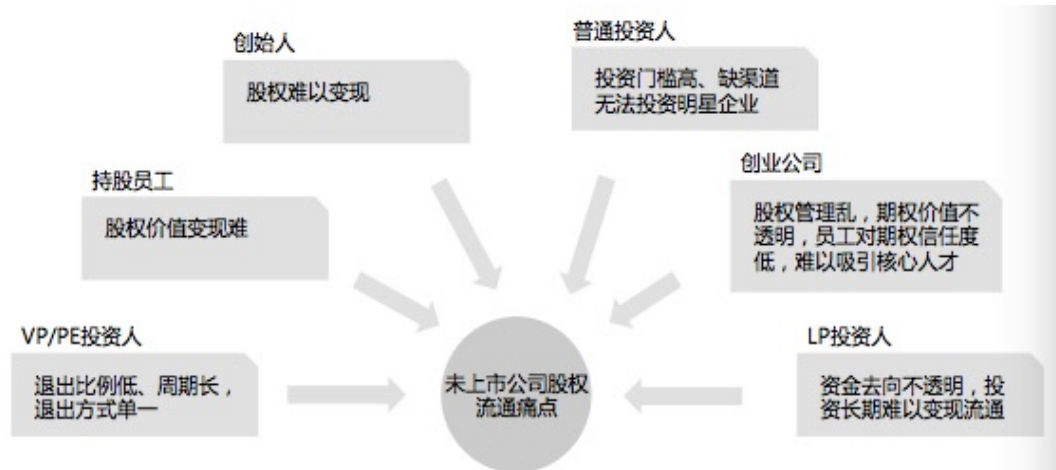 创始人
股权难以变现
普通投资人
投资门槛高、缺渠道
无法投资明星企业
持股员工
股权价值变现难
创业公司
股权管理乱，期权价值不
透明，员工对期权信任度
低，难以吸引核心人才
VP/PE投资人
退出比例低、周期长，
退出方式单一
未上市公司股权
流通痛点
LP投资人
资金去向不透明，投
资长期难以变现流通